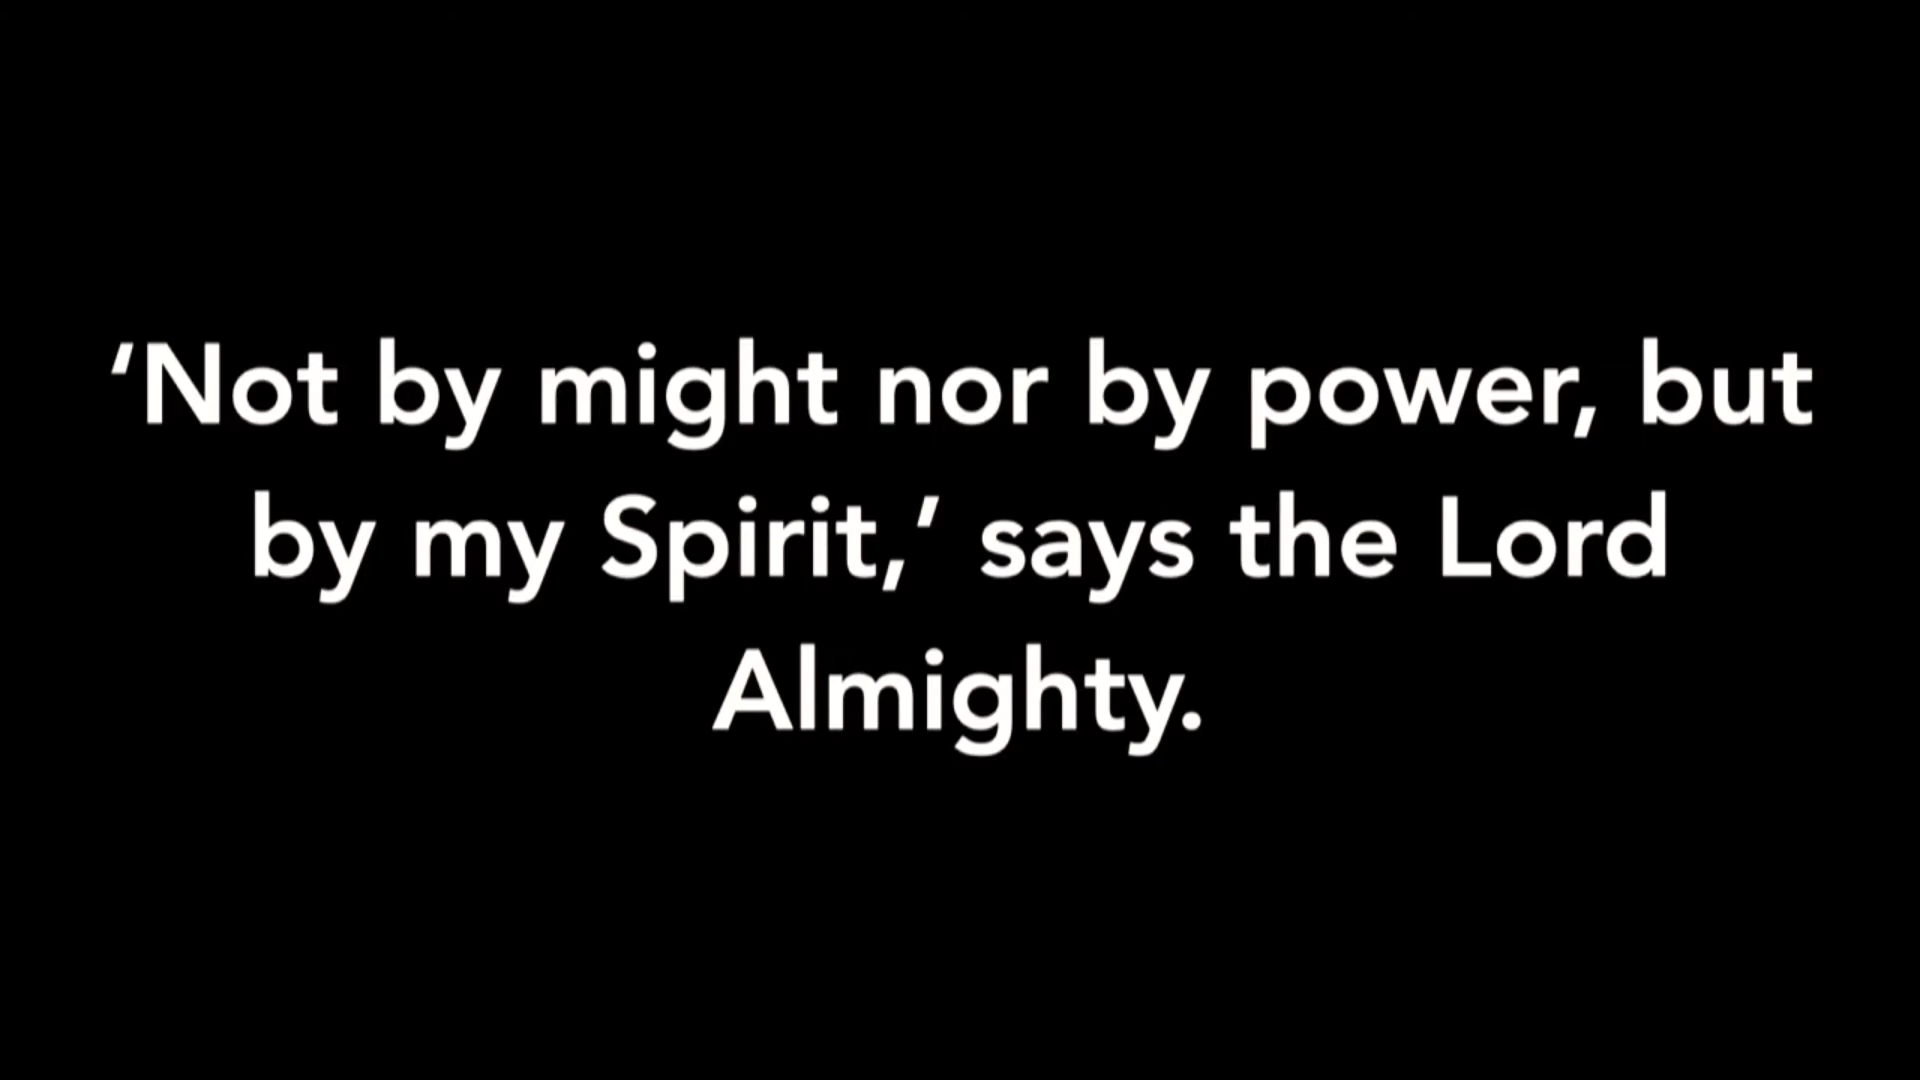 ‘Not by might nor by power, but
by my Spirit,’ says the Lord
Almighty.